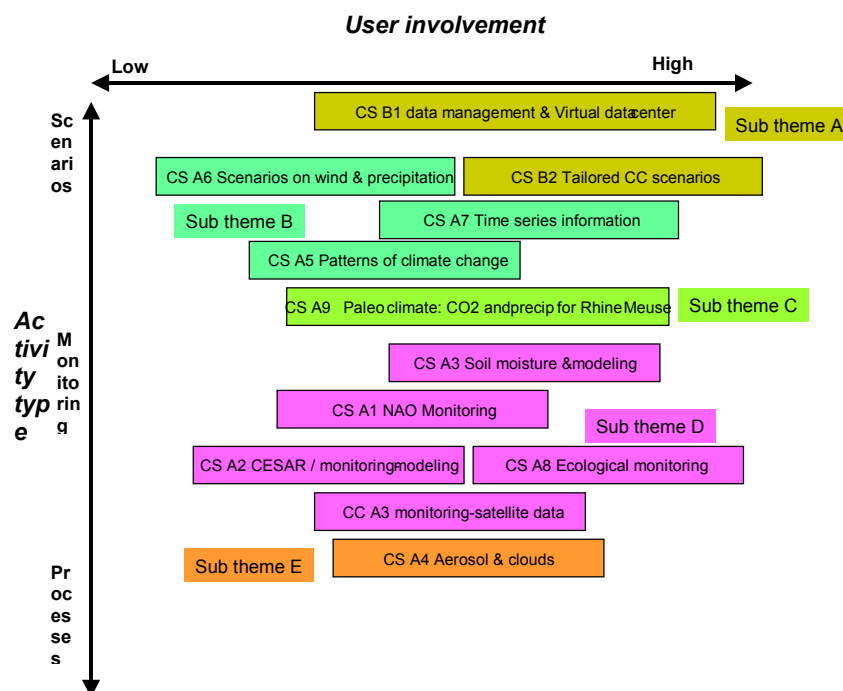 User involvement
Low
High
Sc
en
ari
os
CS B1 data management & Virtual datacenter
Sub theme A
CS A6 Scenarios on wind & precipitation
CS B2 Tailored CC scenarios
Sub theme B
CS A7 Time series information
CS A5 Patterns of climate change
CS A9 Paleo climate: CO2 andprecip for Rhine Meuse
Sub theme C
Ac
tivi
ty
typ
e
M
on
ito
rin
g
CS A3 Soil moisture &modeling
CS A1 NAO Monitoring
Sub theme D
CS A2 CESAR / monitoring-modeling
CS A8 Ecological monitoring
CC A3 monitoring-satellite data
CS A4 Aerosol & clouds
Sub theme E
Pr
oc
es
se
s